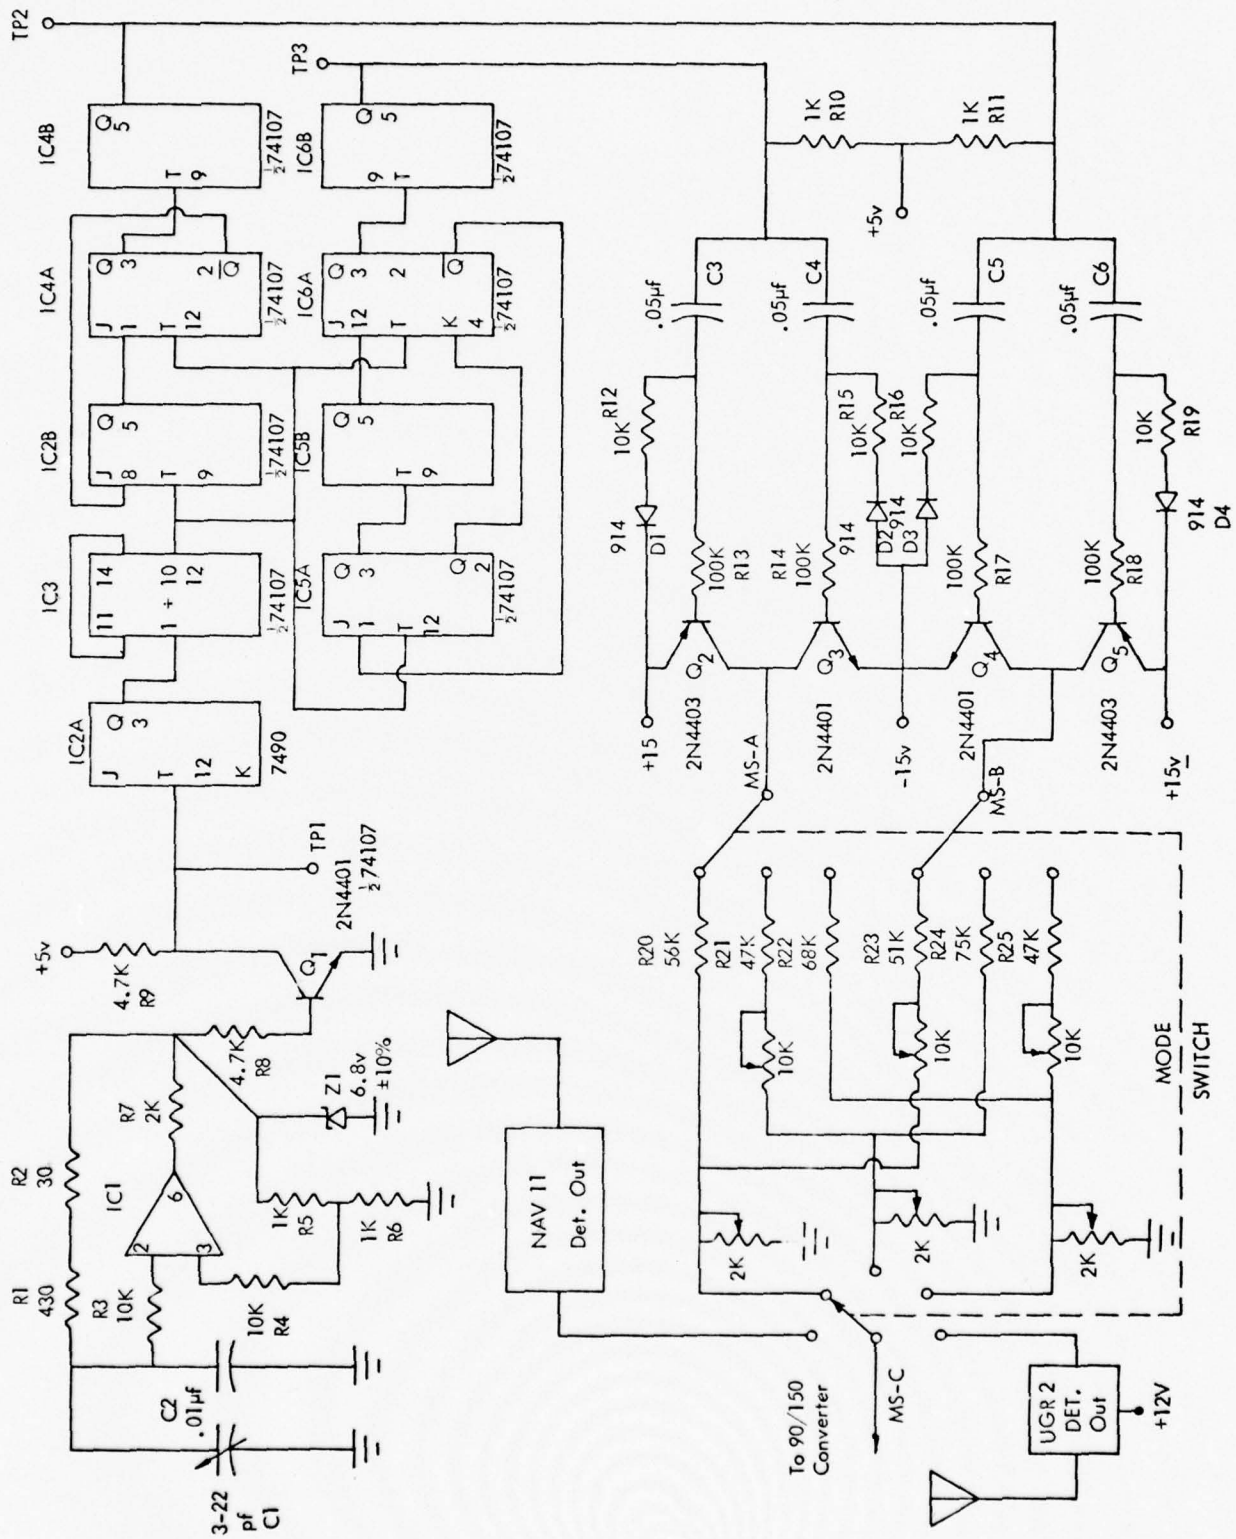 TP2
TP3
IC4B
Q
5
T
9
½74107
IC6B
Q
5
9
T
½74107
IC4A
Q
3
J
1
T
12
2
Q
½74107
IC6A
Q
3
J
12
2
T
Q
K
4
½74107
IC2B
Q
5
J
8
T
9
½74107
IC5B
Q
5
T
9
IC3
11
14
1 ÷ 10
12
½74107
IC5A
Q
3
J
1
T
12
Q
2
½74107
IC2A
Q
3
J
T
12
K
7490
TP1
2N4401
½74107
+5v
4.7K
R9
Q1
4.7K
R8
Z1
6.8v
±10%
R7
2K
IC1
6
2
3
R2
30
R1
430
R3
10K
10K
R4
1K
R5
1K
R6
C2
.01µf
3-22
pf
C1
1K
R10
1K
R11
+5v
.05µf
C3
.05µf
C4
.05µf
C5
.05µf
C6
10K
R12
10K
R15
10K
R16
10K
R19
914
D1
914
D2
D3
914
914
D4
100K
R13
R14
100K
100K
R17
100K
R18
+15
Q2
2N4403
Q3
2N4401
-15v
Q4
2N4401
Q5
2N4403
+15v
MS-A
MS-B
R20
56K
R21
47K
R22
68K
R23
51K
R24
75K
R25
47K
10K
10K
10K
MODE
SWITCH
NAV 11
Det. Out
2K
2K
2K
To 90/150
Converter
MS-C
UGR 2
DET.
Out
+12V